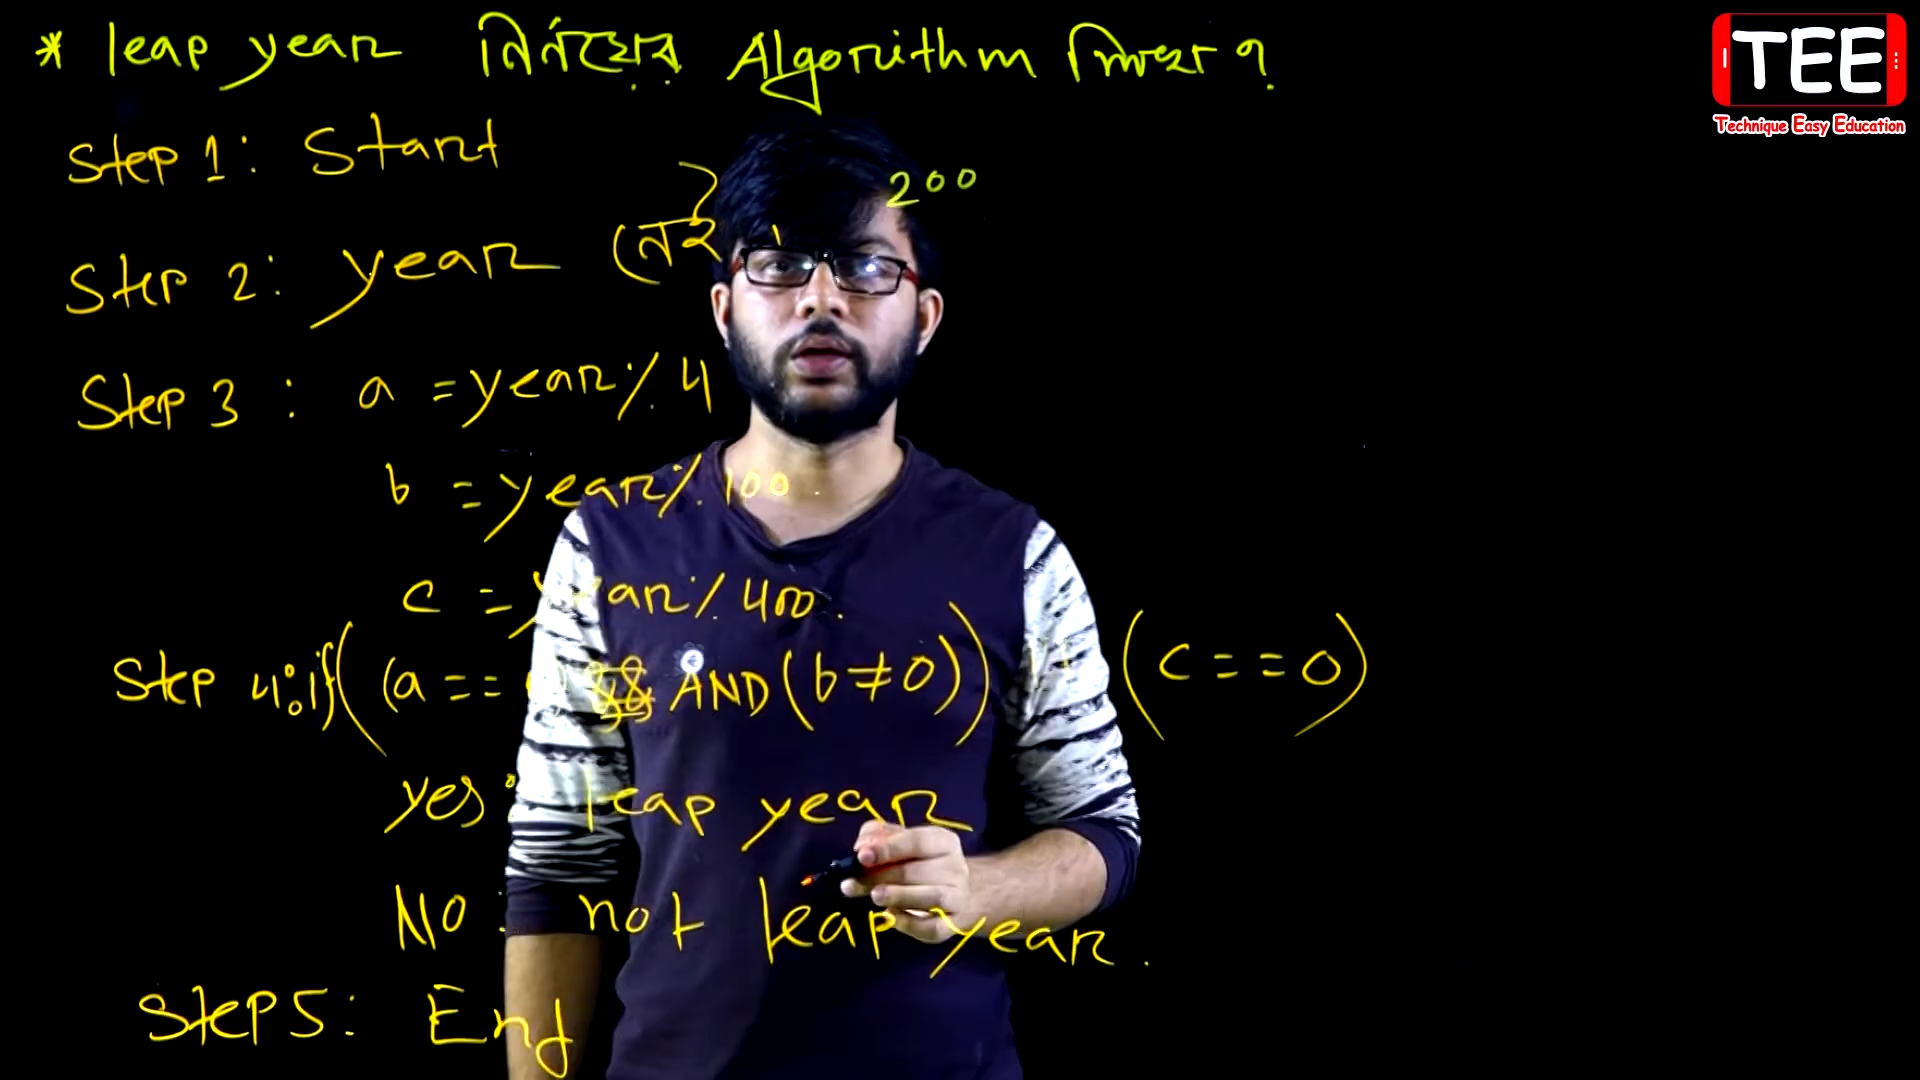 * leap year নির্ণয়ের Algorithm লিখো?
TEE
Technique Easy Education
Step 1: Start
200
Step 2: year নেই
Step 3: a = year % 4
b = year % 100
c = year % 400
Step 4: if ((a == AND (b ≠ 0)) (c == 0)
yes: leap year
NO: not leap year.
Step 5: End